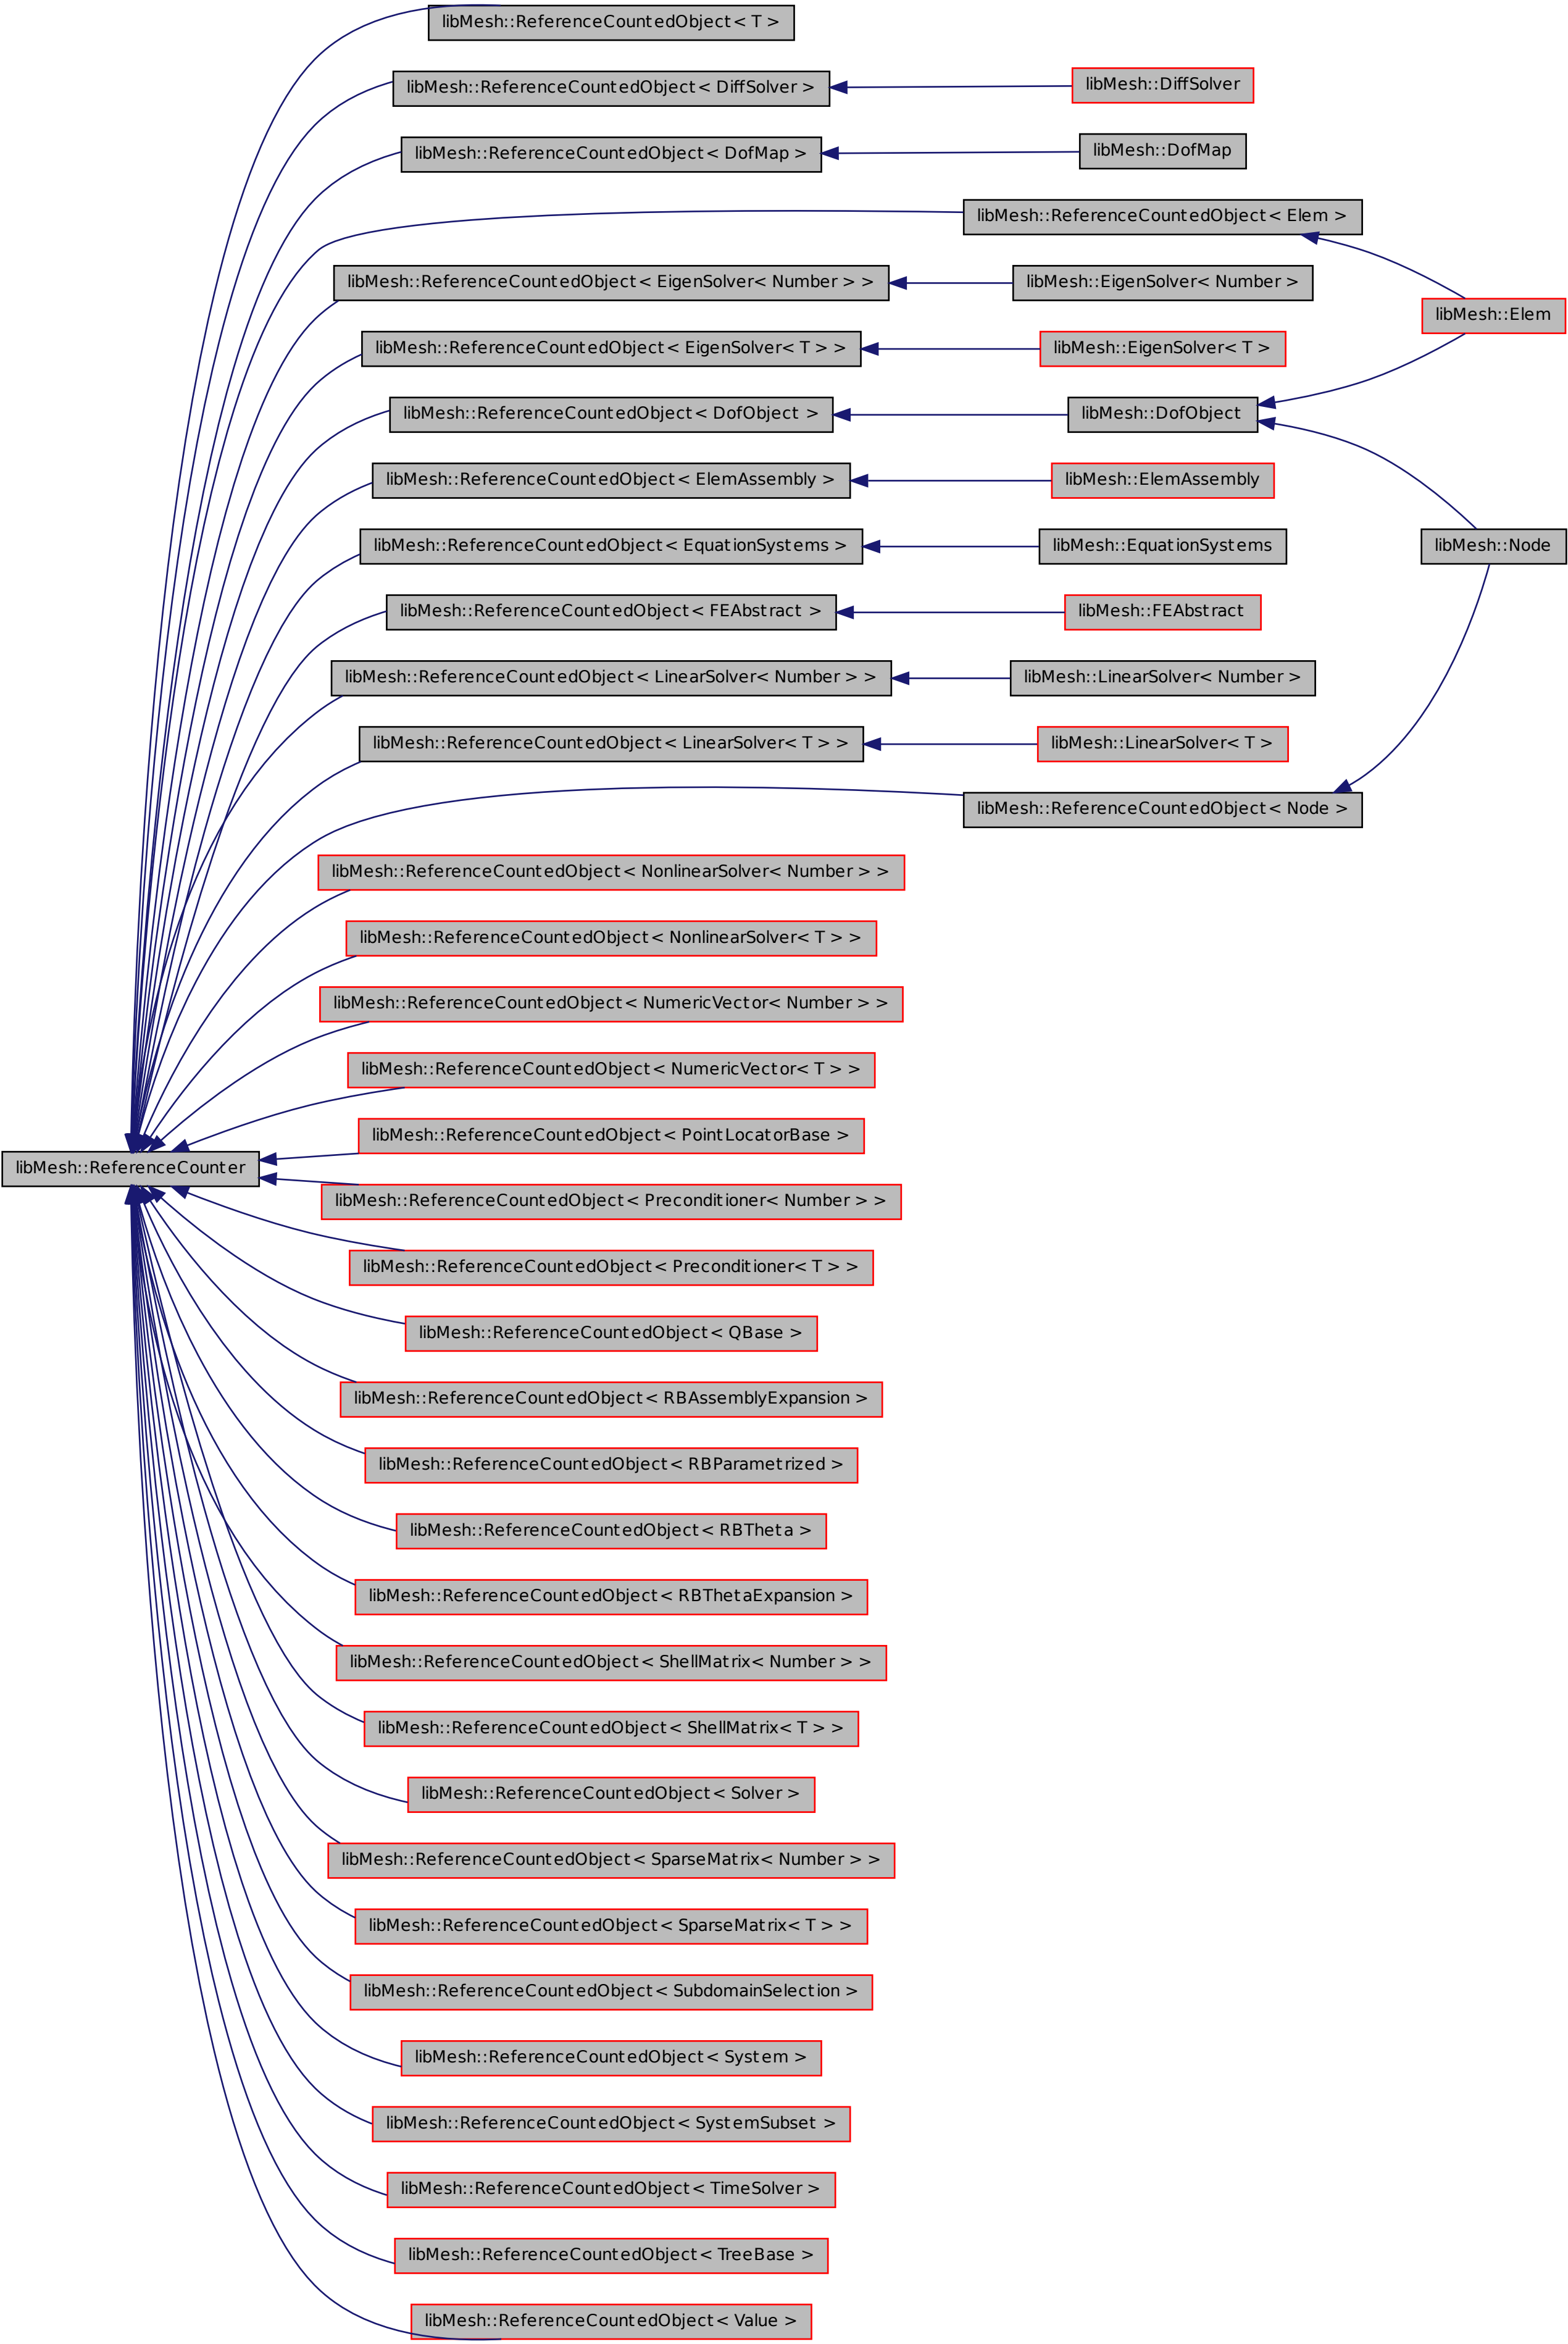 libMesh::ReferenceCountedObject< T >
libMesh::ReferenceCountedObject< DiffSolver >
libMesh::DiffSolver
libMesh::ReferenceCountedObject< DofMap >
libMesh::DofMap
libMesh::ReferenceCountedObject< Elem >
libMesh::ReferenceCountedObject< EigenSolver< Number > >
libMesh::EigenSolver< Number >
libMesh::Elem
libMesh::ReferenceCountedObject< EigenSolver< T > >
libMesh::EigenSolver< T >
libMesh::ReferenceCountedObject< DofObject >
libMesh::DofObject
libMesh::ReferenceCountedObject< ElemAssembly >
libMesh::ElemAssembly
libMesh::ReferenceCountedObject< EquationSystems >
libMesh::EquationSystems
libMesh::Node
libMesh::ReferenceCountedObject< FEAbstract >
libMesh::FEAbstract
libMesh::ReferenceCountedObject< LinearSolver< Number > >
libMesh::LinearSolver< Number >
libMesh::ReferenceCountedObject< LinearSolver< T > >
libMesh::LinearSolver< T >
libMesh::ReferenceCountedObject< Node >
libMesh::ReferenceCountedObject< NonlinearSolver< Number > >
libMesh::ReferenceCountedObject< NonlinearSolver< T > >
libMesh::ReferenceCountedObject< NumericVector< Number > >
libMesh::ReferenceCountedObject< NumericVector< T > >
libMesh::ReferenceCountedObject< PointLocatorBase >
libMesh::ReferenceCounter
libMesh::ReferenceCountedObject< Preconditioner< Number > >
libMesh::ReferenceCountedObject< Preconditioner< T > >
libMesh::ReferenceCountedObject< QBase >
libMesh::ReferenceCountedObject< RBAssemblyExpansion >
libMesh::ReferenceCountedObject< RBParametrized >
libMesh::ReferenceCountedObject< RBTheta >
libMesh::ReferenceCountedObject< RBThetaExpansion >
libMesh::ReferenceCountedObject< ShellMatrix< Number > >
libMesh::ReferenceCountedObject< ShellMatrix< T > >
libMesh::ReferenceCountedObject< Solver >
libMesh::ReferenceCountedObject< SparseMatrix< Number > >
libMesh::ReferenceCountedObject< SparseMatrix< T > >
libMesh::ReferenceCountedObject< SubdomainSelection >
libMesh::ReferenceCountedObject< System >
libMesh::ReferenceCountedObject< SystemSubset >
libMesh::ReferenceCountedObject< TimeSolver >
libMesh::ReferenceCountedObject< TreeBase >
libMesh::ReferenceCountedObject< Value >